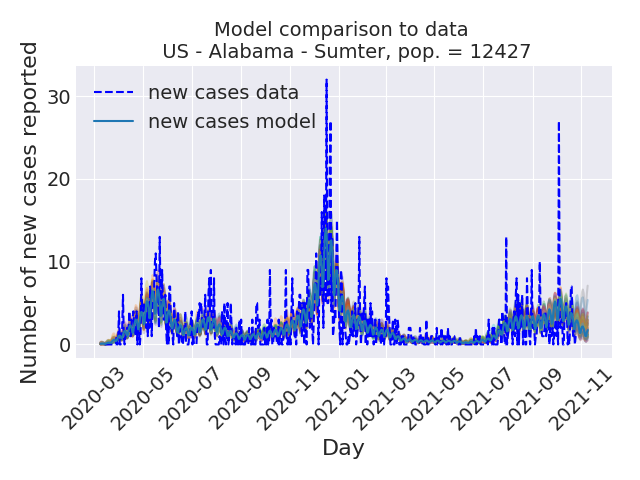 Model comparison to data
US - Alabama - Sumter, pop. = 12427
Number of new cases reported
30
20
10
0
new cases data
new cases model
2020-03
2020-05
2020-07
2020-09
2020-11
2021-01
2021-03
2021-05
2021-07
2021-09
2021-11
Day